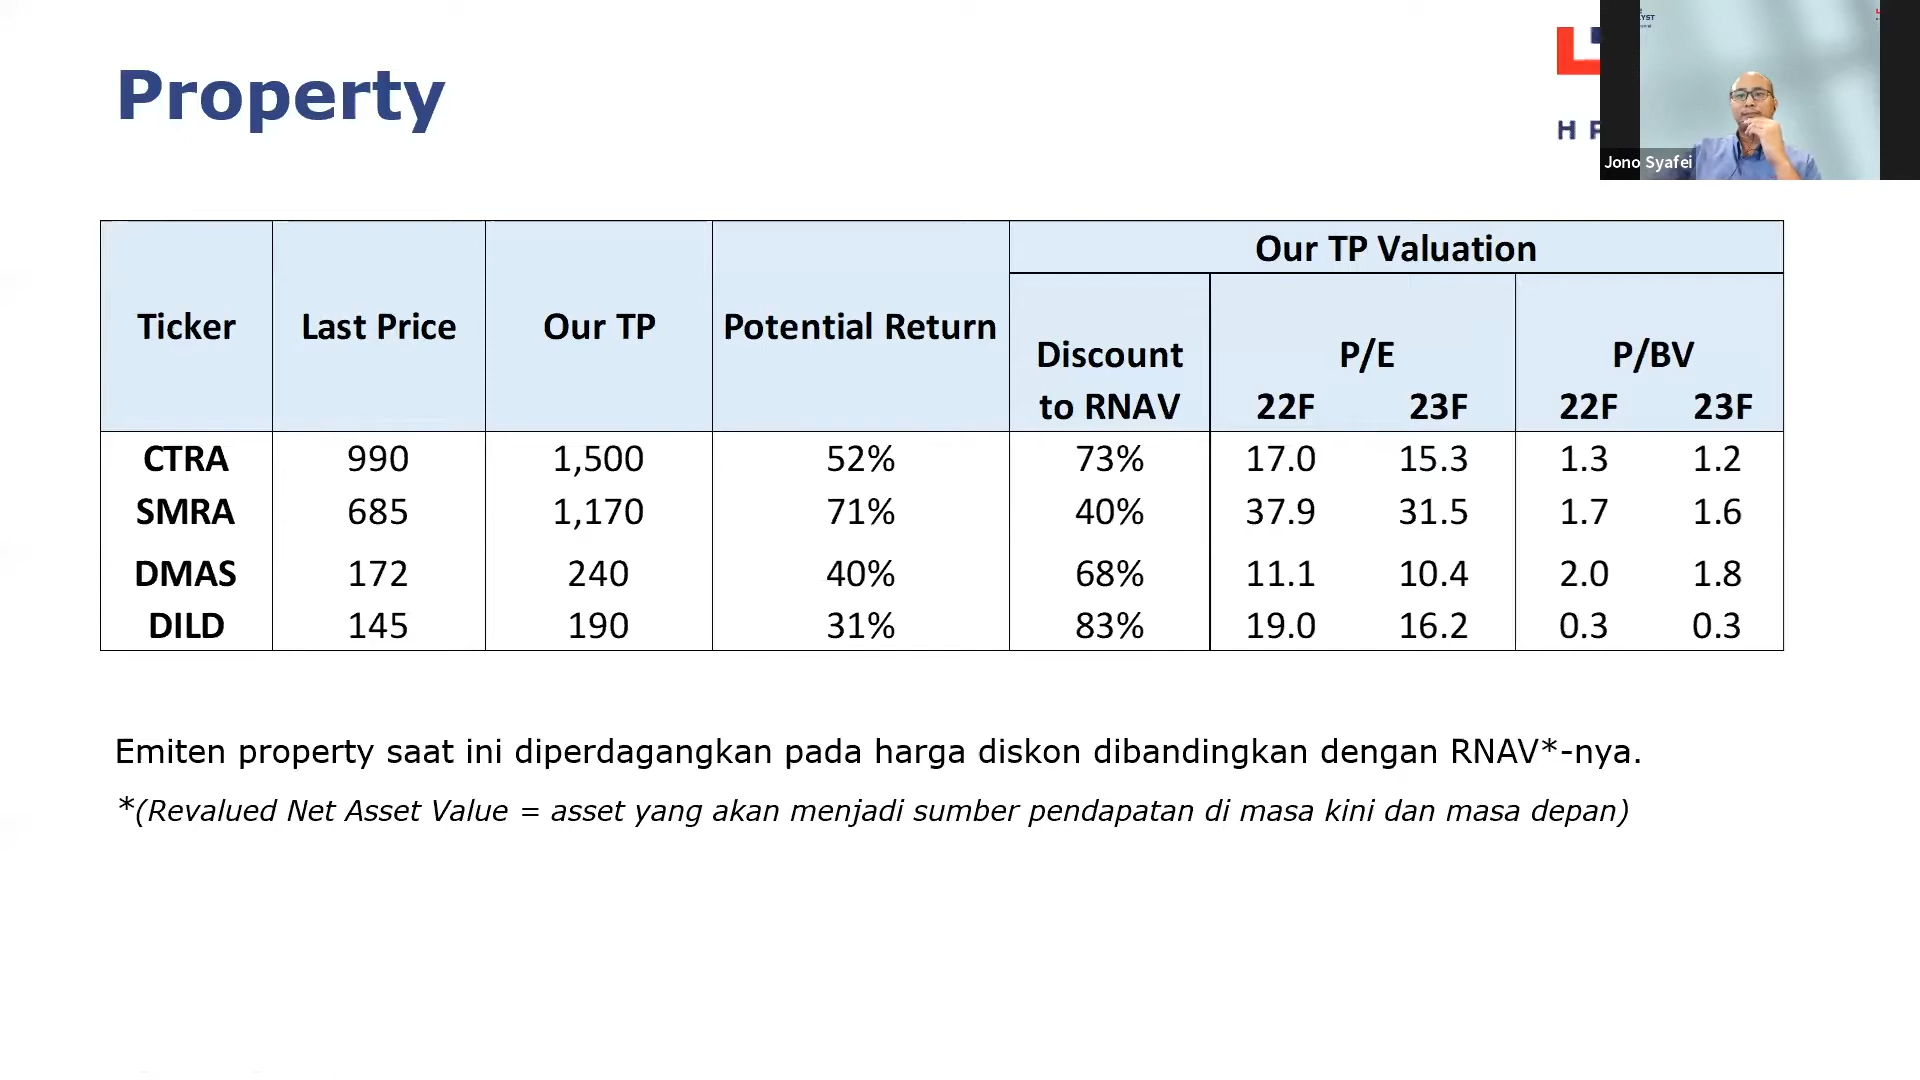 Property
H P
YST
Jono Syafei
Our TP Valuation
Ticker Last Price Our TP Potential Return
Discount P/E P/BV
to RNAV 22F 23F 22F 23F
CTRA 990 1,500 52% 73% 17.0 15.3 1.3 1.2
SMRA 685 1,170 71% 40% 37.9 31.5 1.7 1.6
DMAS 172 240 40% 68% 11.1 10.4 2.0 1.8
DILD 145 190 31% 83% 19.0 16.2 0.3 0.3
Emiten property saat ini diperdagangkan pada harga diskon dibandingkan dengan RNAV*-nya.
*(Revalued Net Asset Value = asset yang akan menjadi sumber pendapatan di masa kini dan masa depan)